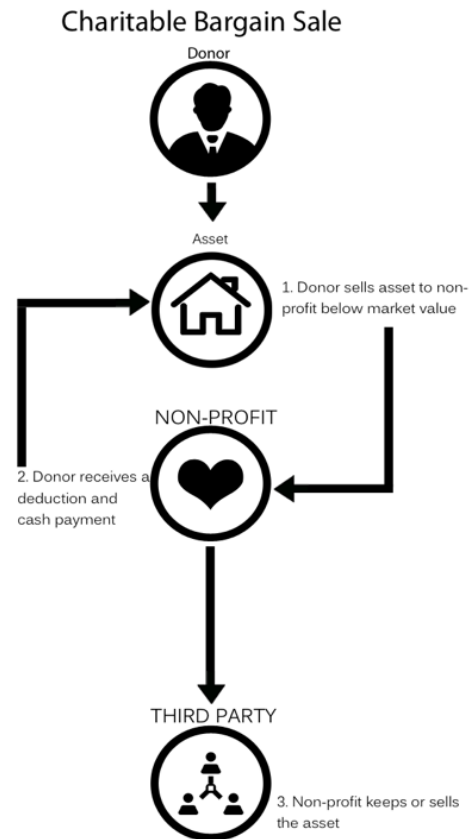 Charitable Bargain Sale
Donor
Asset
1. Donor sells asset to non-
profit below market value
NON-PROFIT
2. Donor receives a
deduction and
cash payment
THIRD PARTY
3. Non-profit keeps or sells
the asset